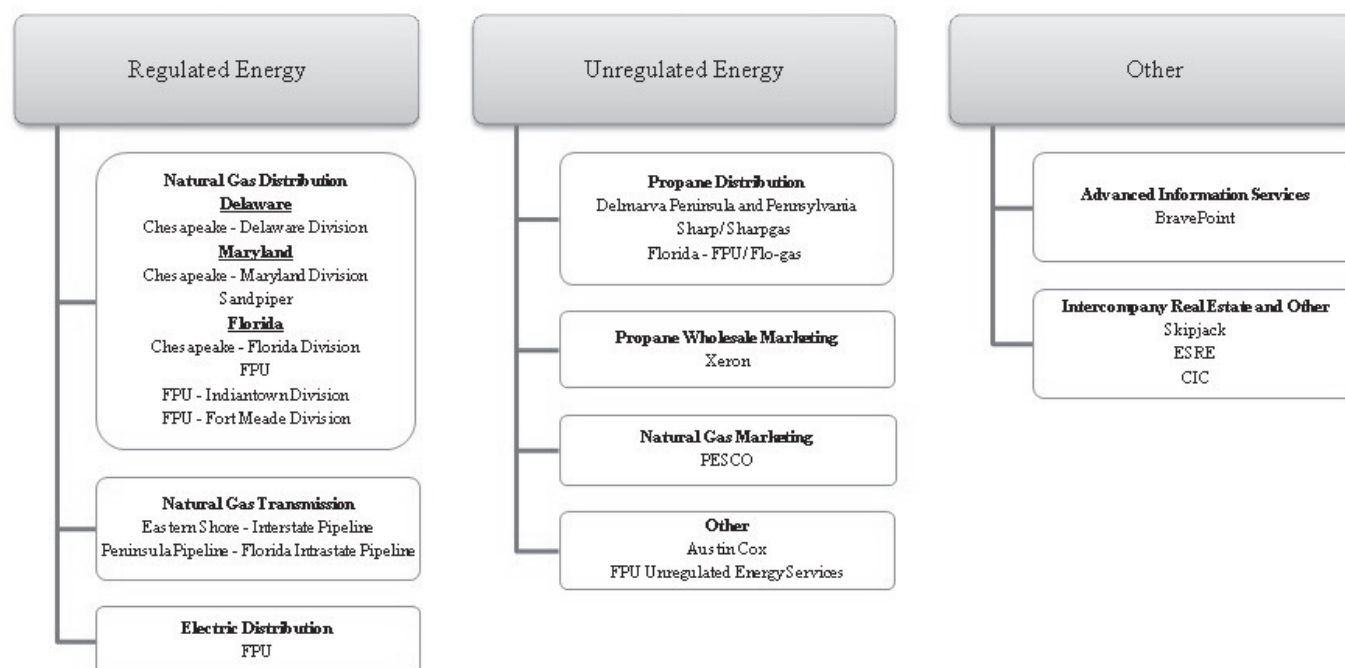 Regulated Energy
Natural Gas Distribution
Delaware
Chesapeake - Delaware Division
Maryland
Chesapeake - Maryland Division
Sandpiper
Florida
Chesapeake - Florida Division
FPU
FPU - Indiantown Division
FPU - Fort Meade Division
Natural Gas Transmission
Eastern Shore - Interstate Pipeline
Peninsula Pipeline - Florida Intrastate Pipeline
Electric Distribution
FPU
Unregulated Energy
Propane Distribution
Delmarva Peninsula and Pennsylvania
Sharp/Sharpgas
Florida - FPU/Flo-gas
Propane Wholesale Marketing
Xeron
Natural Gas Marketing
PESCO
Other
Austin Cox
FPU Unregulated Energy Services
Other
Advanced Information Services
BravePoint
Intercompany Real Estate and Other
Skipjack
ESRE
CIC